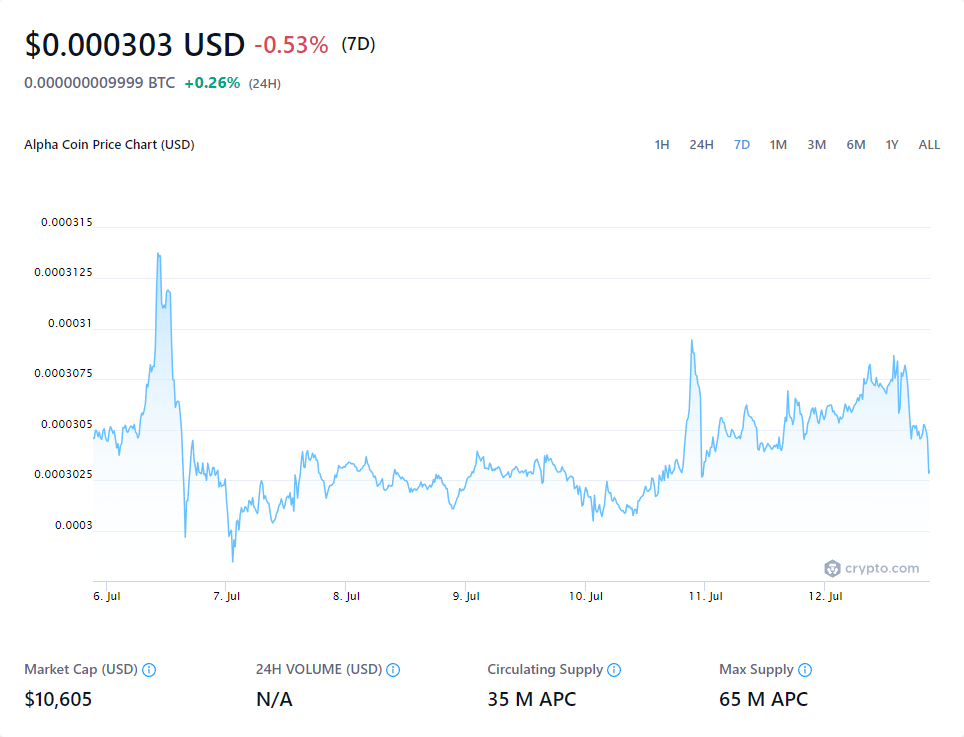 $0.000303 USD -0.53% (7D)
0.000000009999 BTC +0.26% (24H)
Alpha Coin Price Chart (USD) 1H 24H 7D 1M 3M 6M 1Y ALL
0.000315
0.0003125
0.00031
0.0003075
0.000305
0.0003025
0.0003
crypto.com
6. Jul 7. Jul 8. Jul 9. Jul 10. Jul 11. Jul 12. Jul
Market Cap (USD) 24H VOLUME (USD) Circulating Supply Max Supply
$10,605 N/A 35 M APC 65 M APC